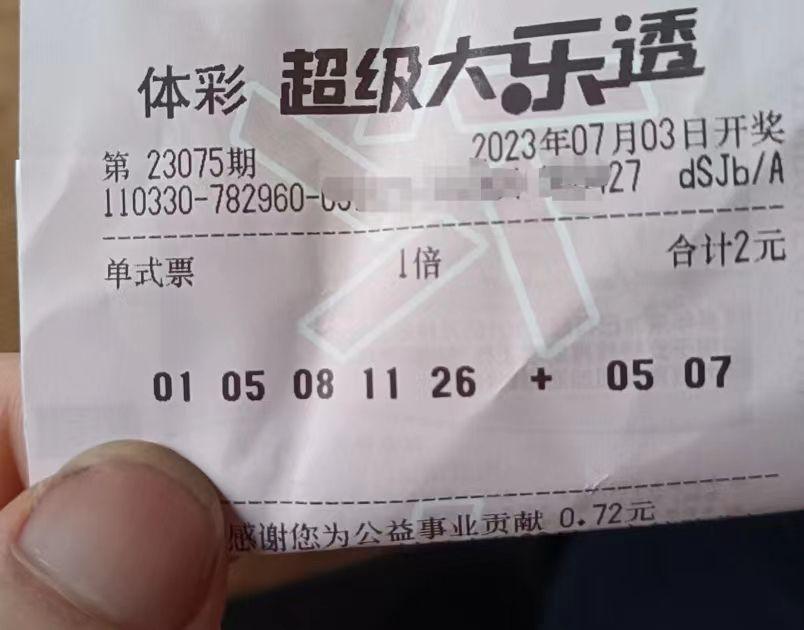 体彩 超级大乐透
第 23075期 2023年07月03日开奖
110330-782960-0 27 dSJb/A
单式票 1倍 合计2元
01 05 08 11 26 + 05 07
感谢您为公益事业贡献 0.72元